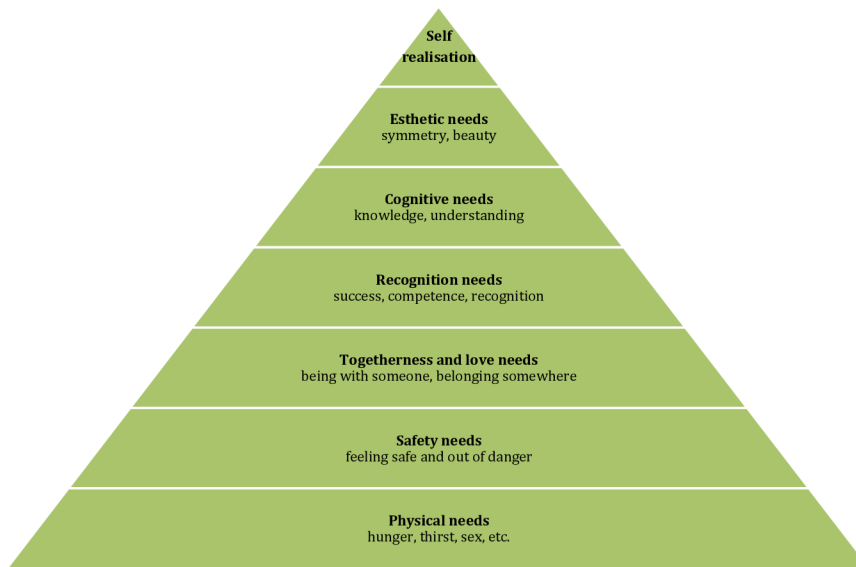 Self
realisation
Esthetic needs
symmetry, beauty
Cognitive needs
knowledge, understanding
Recognition needs
success, competence, recognition
Togetherness and love needs
being with someone, belonging somewhere
Safety needs
feeling safe and out of danger
Physical needs
hunger, thirst, sex, etc.